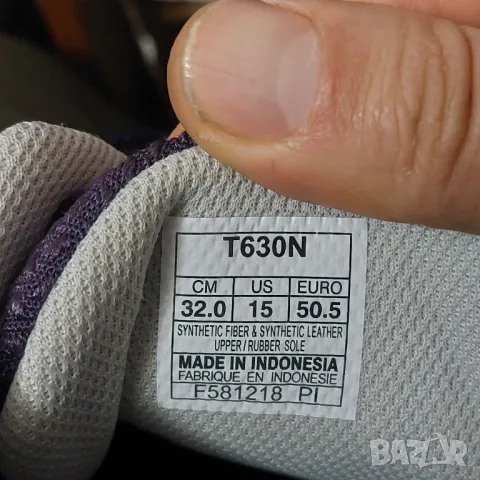 T630N
CM US EURO
32.0 15 50.5
SYNTHETIC FIBER & SYNTHETIC LEATHER
UPPER/RUBBER SOLE
MADE IN INDONESIA
FABRIQUE EN INDONESIE
F581218 PI
BAZAR